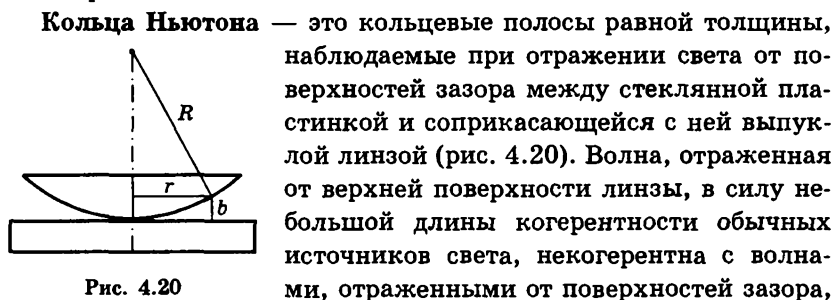 Кольца Ньютона — это кольцевые полосы равной толщины,
наблюдаемые при отражении света от по-
верхностей зазора между стеклянной пла-
стинкой и соприкасающейся с ней выпук-
лой линзой (рис. 4.20). Волна, отраженная
от верхней поверхности линзы, в силу не-
большой длины когерентности обычных
источников света, некогерентна с волна-
ми, отраженными от поверхностей зазора,
R
r
b
Рис. 4.20